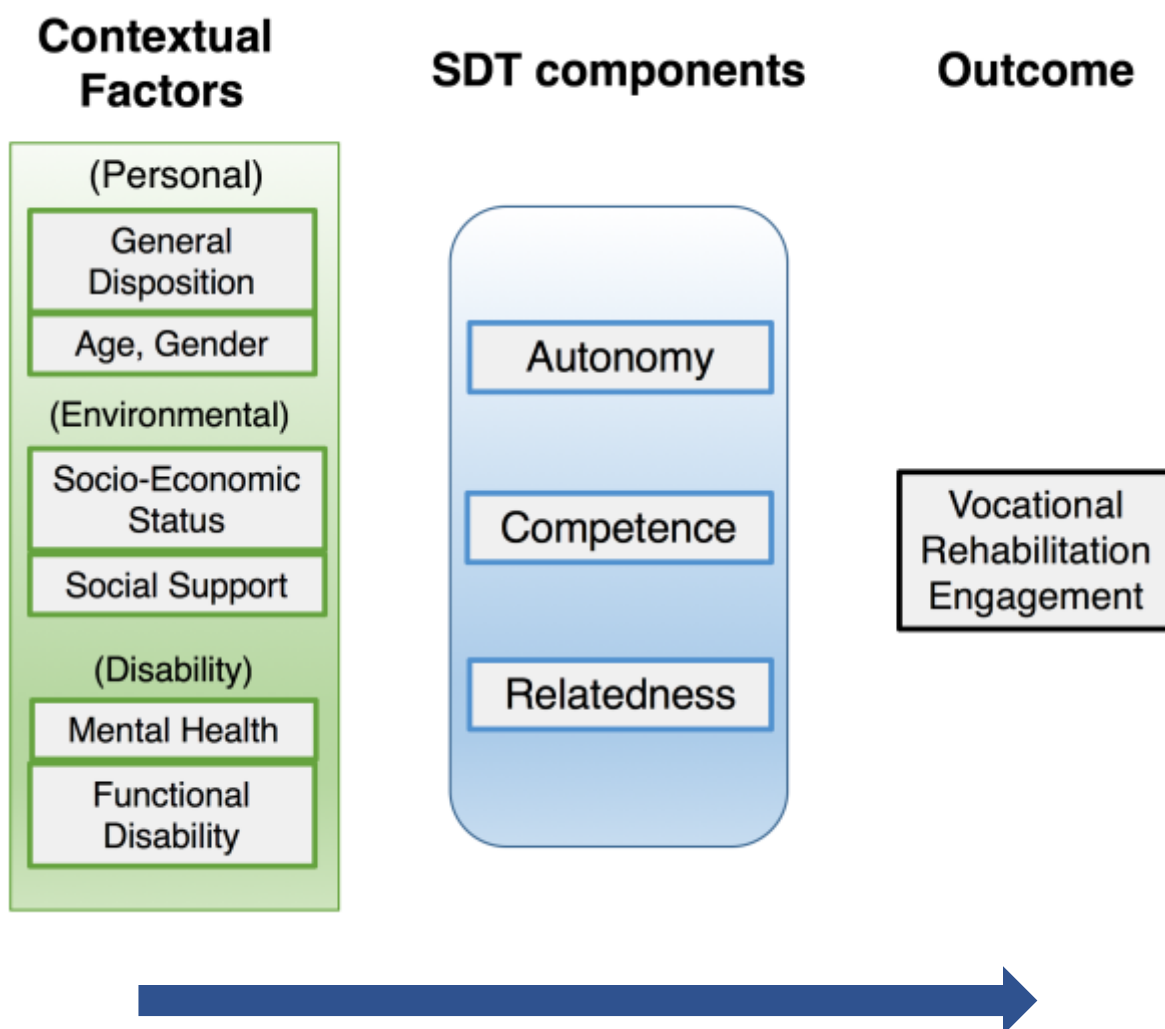 Contextual
Factors
SDT components
Outcome
(Personal)
General
Disposition
Age, Gender
(Environmental)
Socio-Economic
Status
Social Support
(Disability)
Mental Health
Functional
Disability
Autonomy
Competence
Relatedness
Vocational
Rehabilitation
Engagement